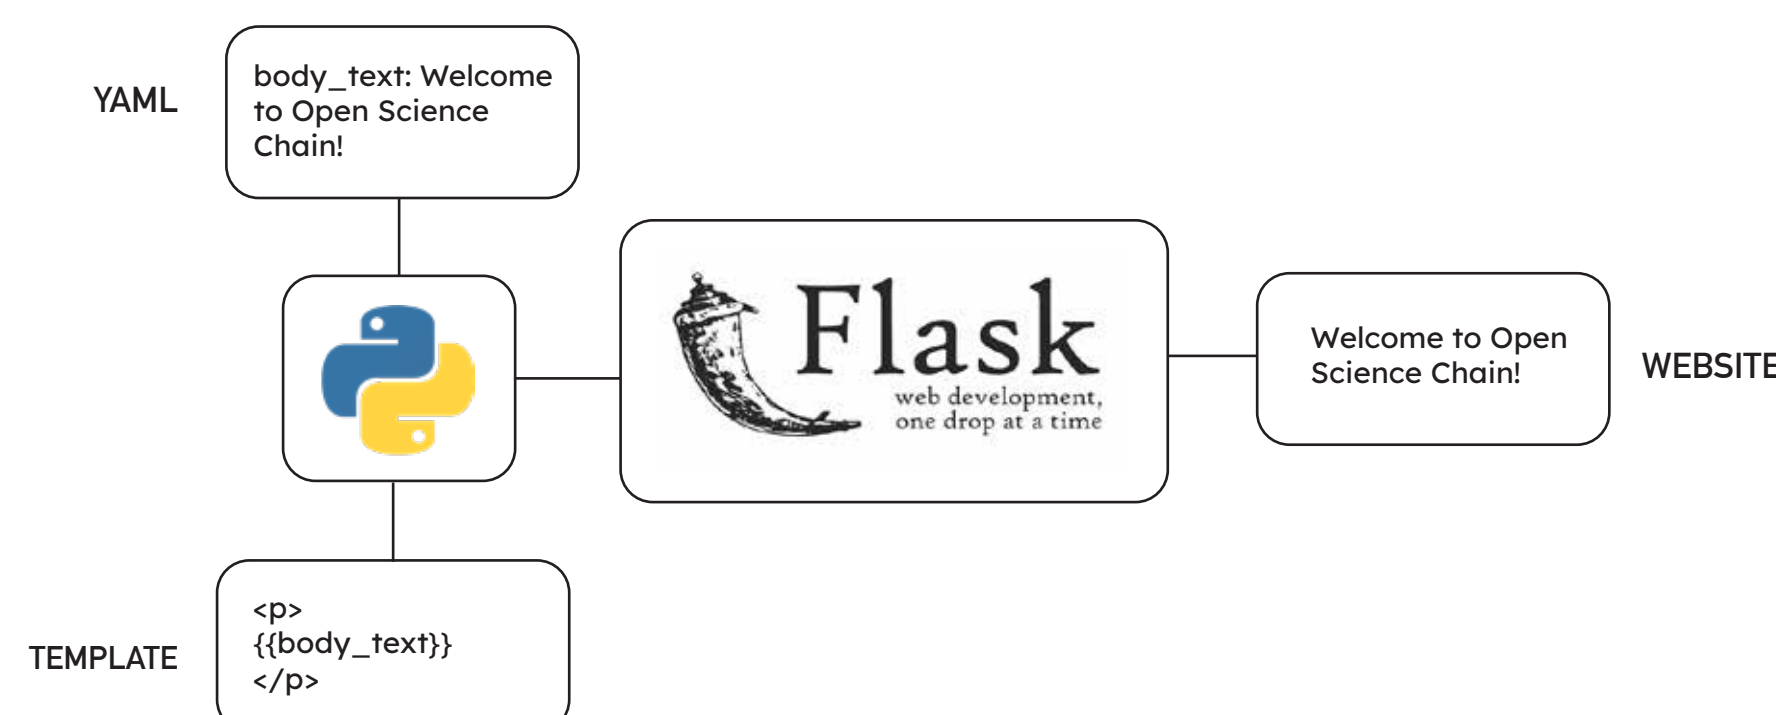 YAML
body_text: Welcome
to Open Science
Chain!
Flask
web development,
one drop at a time
Welcome to Open
Science Chain!
WEBSITE
TEMPLATE
<p>
{{body_text}}
</p>